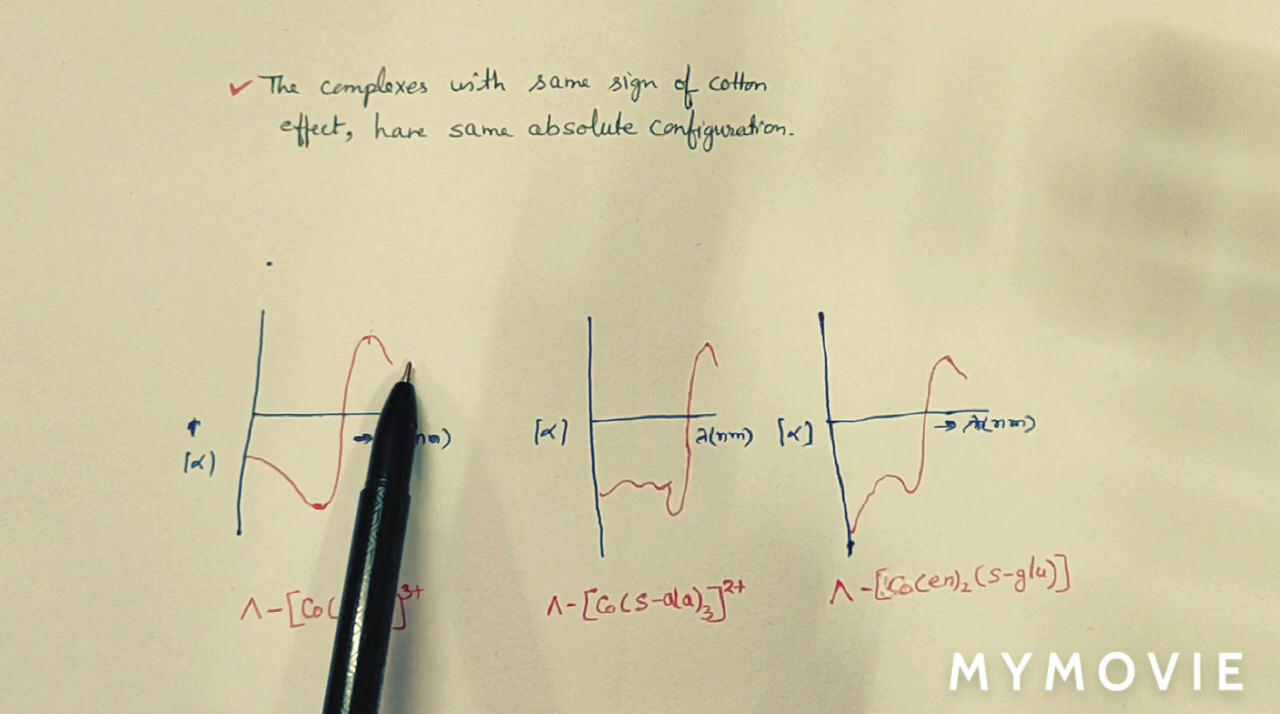 ✓ The complexes with same sign of cotton
effect, have same absolute configuration.
[α]
[α]
λ(nm)
[α]
→ λ(nm)
Λ-[Co( ]3+
Λ-[Co(S-ala)3]2+
Λ-[Co(en)2(S-glu)]
MYMOVIE